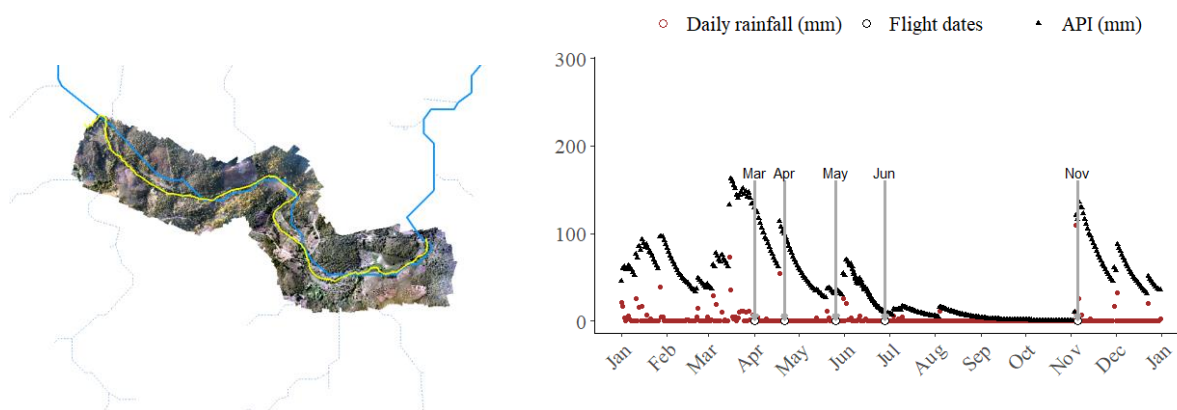 Daily rainfall (mm) Flight dates API (mm)
300
200
100
0
Mar Apr May Jun Nov
Jan Feb Mar Apr May Jun Jul Aug Sep Oct Nov Dec Jan